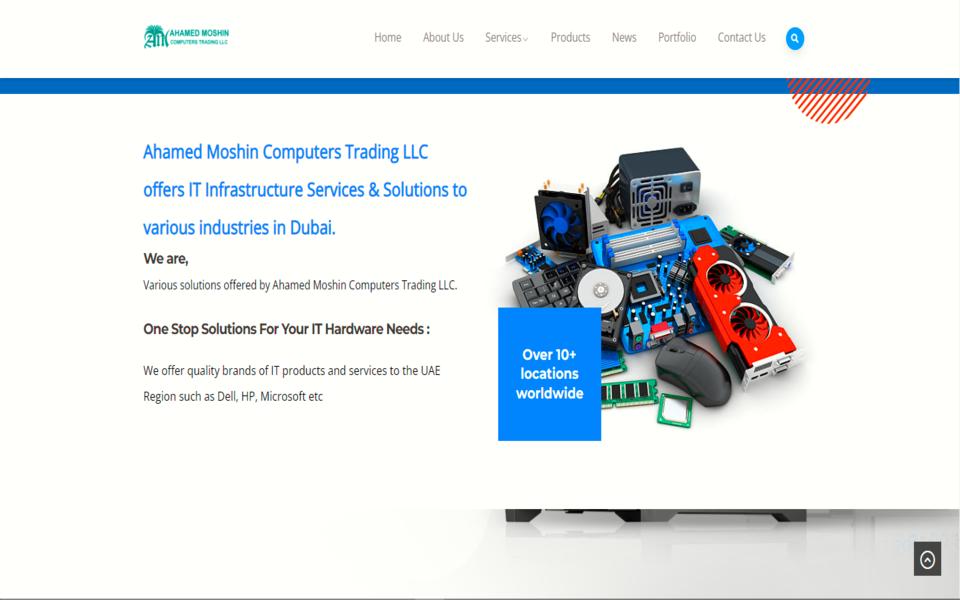 AHAMED MOSHIN
COMPUTERS TRADING LLC
Home About Us Services Products News Portfolio Contact Us
Ahamed Moshin Computers Trading LLC
offers IT Infrastructure Services & Solutions to
various industries in Dubai.
We are,
Various solutions offered by Ahamed Moshin Computers Trading LLC.
One Stop Solutions For Your IT Hardware Needs :
We offer quality brands of IT products and services to the UAE
Region such as Dell, HP, Microsoft etc
Over 10+
locations
worldwide